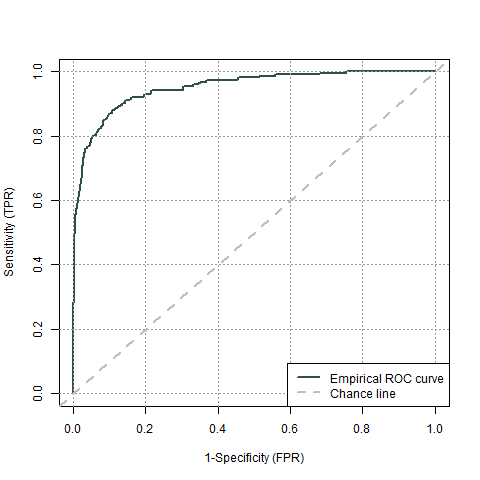 Sensitivity (TPR)
1.0
0.8
0.6
0.4
0.2
0.0
Empirical ROC curve
Chance line
0.0 0.2 0.4 0.6 0.8 1.0
1-Specificity (FPR)